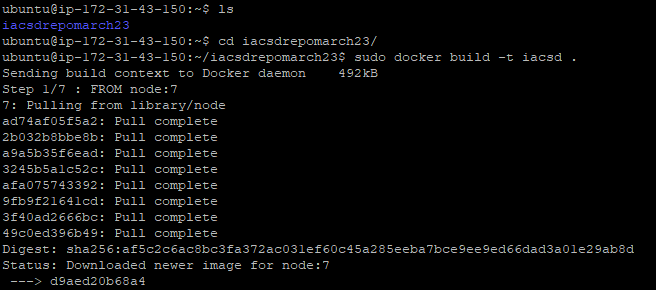 ubuntu@ip-172-31-43-150:~$ ls
iacsdrepomarch23
ubuntu@ip-172-31-43-150:~$ cd iacsdrepomarch23/
ubuntu@ip-172-31-43-150:~/iacsdrepomarch23$ sudo docker build -t iacsd .
Sending build context to Docker daemon    492kB
Step 1/7 : FROM node:7
7: Pulling from library/node
ad74af05f5a2: Pull complete
2b032b8bbe8b: Pull complete
a9a5b35f6ead: Pull complete
3245b5a1c52c: Pull complete
afa075743392: Pull complete
9fb9f21641cd: Pull complete
3f40ad2666bc: Pull complete
49c0ed396b49: Pull complete
Digest: sha256:af5c2c6ac8bc3fa372ac031ef60c45a285eeba7bce9ee9ed66dad3a01e29ab8d
Status: Downloaded newer image for node:7
 ---> d9aed20b68a4